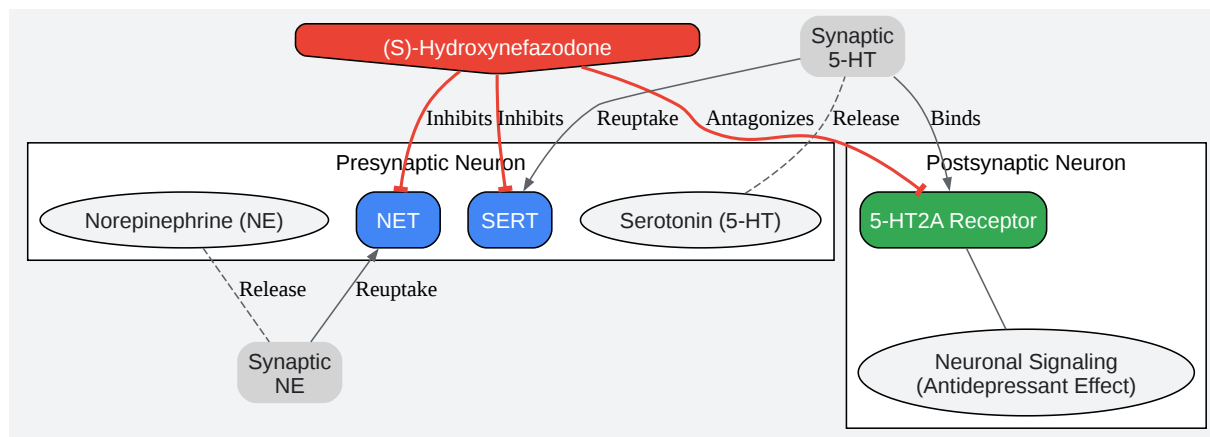 (S)-Hydroxynefazodone
Synaptic
5-HT
Inhibits
Inhibits
Reuptake
Antagonizes
Release
Binds
Presynaptic Neuron
Postsynaptic Neuron
Norepinephrine (NE)
NET
SERT
Serotonin (5-HT)
5-HT2A Receptor
Release
Reuptake
Synaptic
NE
Neuronal Signaling
(Antidepressant Effect)